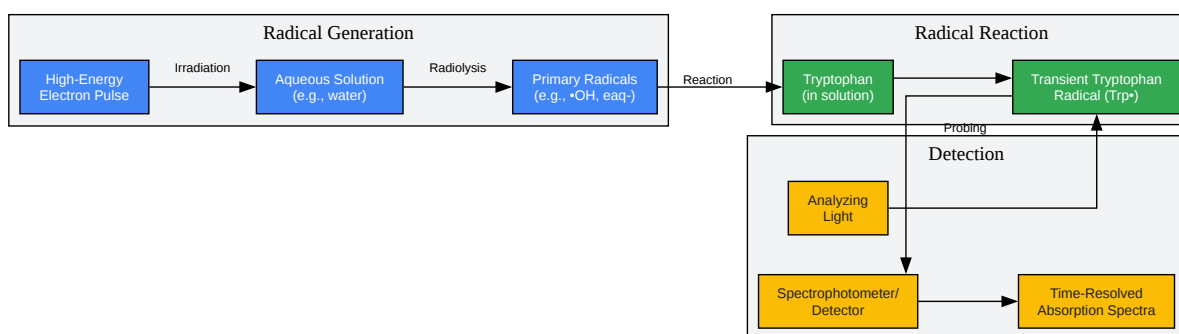 Radical Generation
High-Energy
Electron Pulse
Irradiation
Aqueous Solution
(e.g., water)
Radiolysis
Primary Radicals
(e.g., •OH, eaq-)
Reaction
Radical Reaction
Tryptophan
(in solution)
Transient Tryptophan
Radical (Trp•)
Probing
Detection
Analyzing
Light
Spectrophotometer/
Detector
Time-Resolved
Absorption Spectra